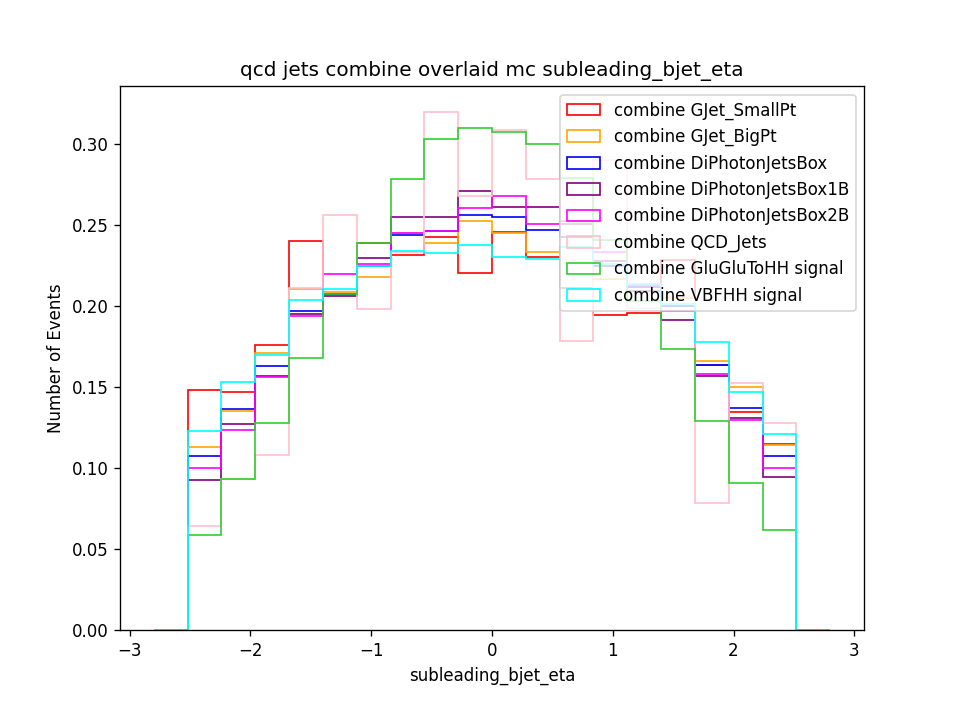 qcd jets combine overlaid mc subleading_bjet_eta
combine GJet_SmallPt
combine GJet_BigPt
combine DiPhotonJetsBox
combine DiPhotonJetsBox1B
combine DiPhotonJetsBox2B
combine QCD_Jets
combine GluGluToHH signal
combine VBFHH signal
Number of Events
0.30
0.25
0.20
0.15
0.10
0.05
0.00
−3
−2
−1
0
1
2
3
subleading_bjet_eta